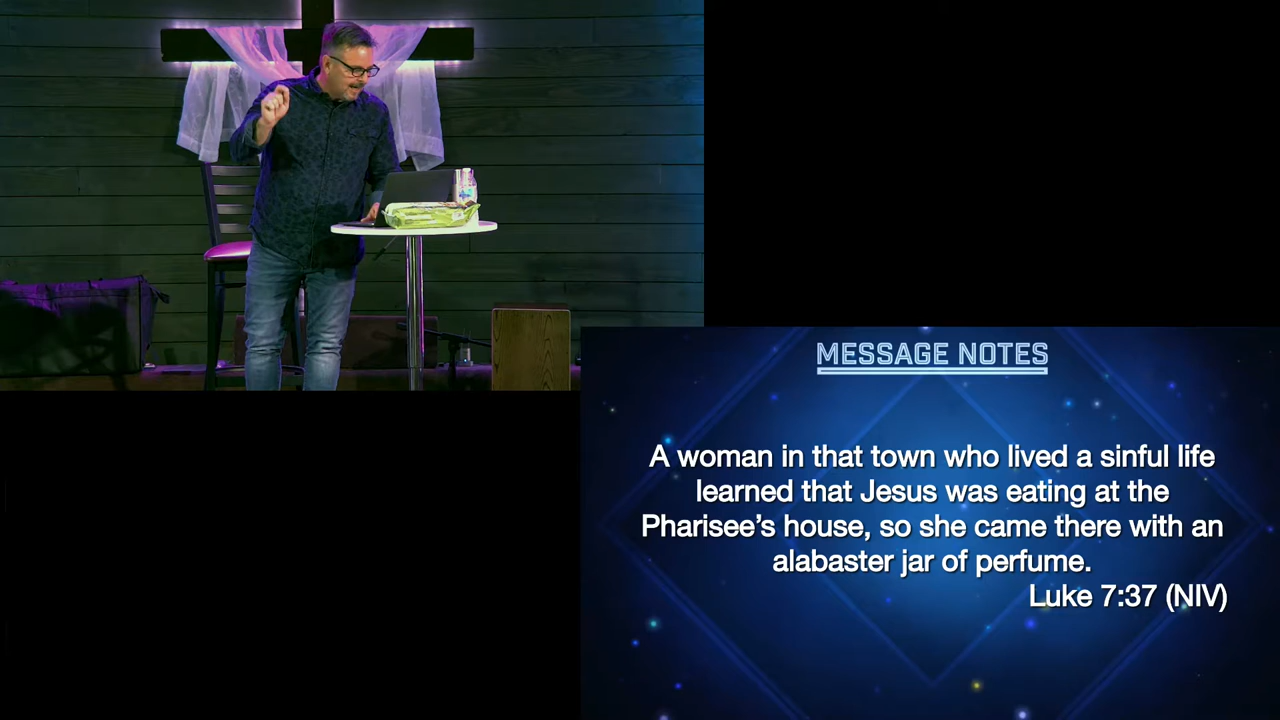 MESSAGE NOTES
A woman in that town who lived a sinful life
learned that Jesus was eating at the
Pharisee’s house, so she came there with an
alabaster jar of perfume.
Luke 7:37 (NIV)